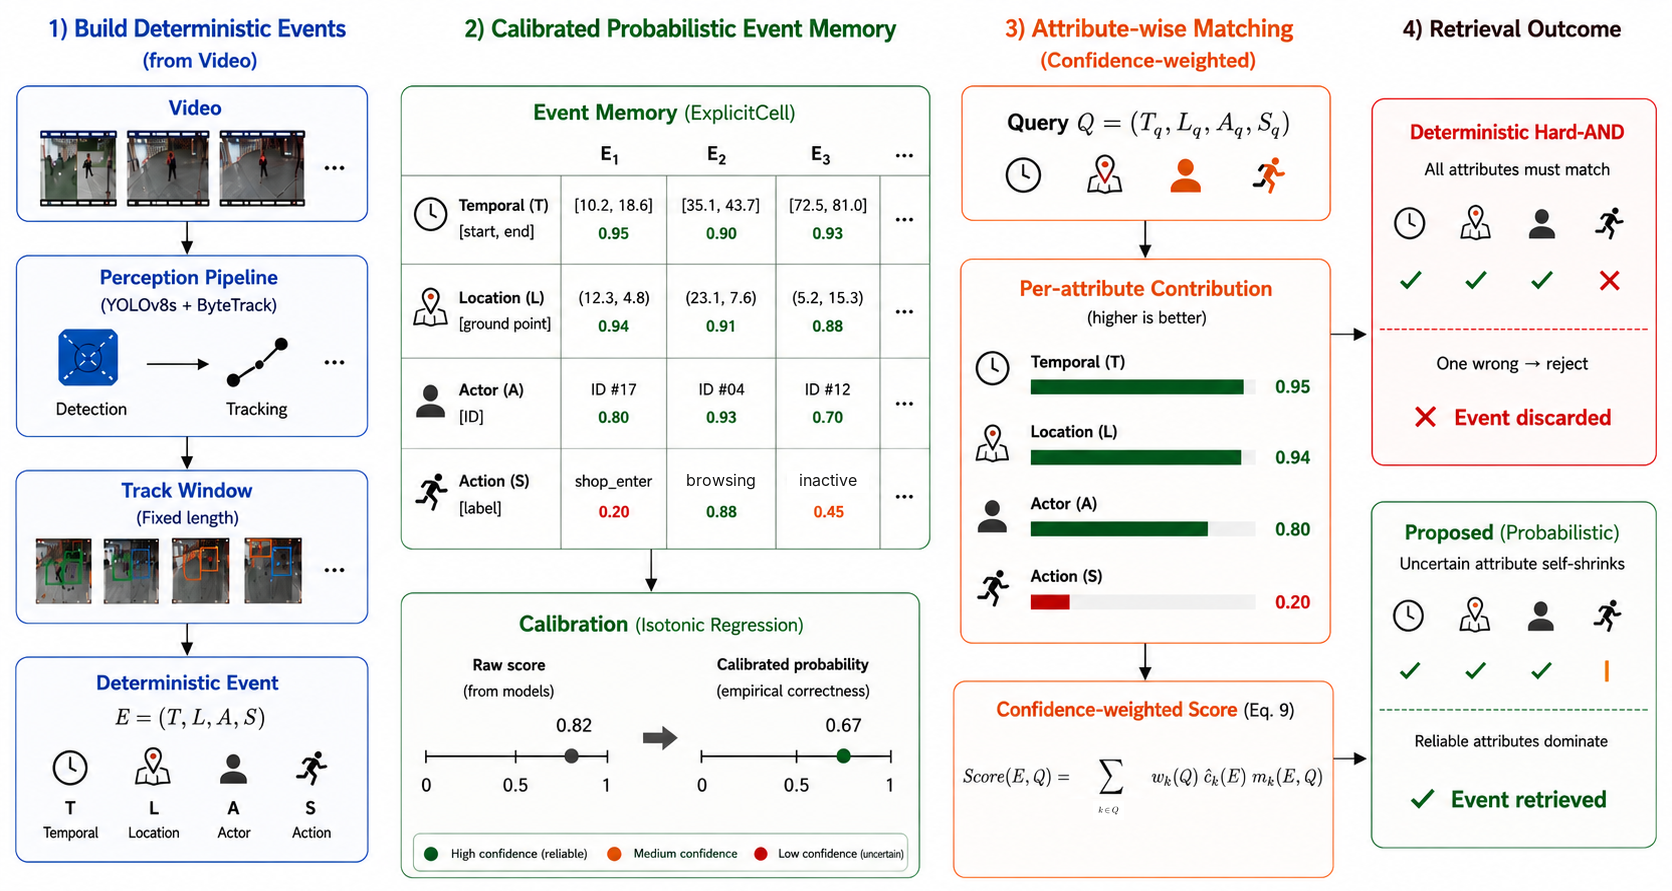 1) Build Deterministic Events
(from Video)
Video
...
Perception Pipeline
(YOLOv8s + ByteTrack)
...
Detection
Tracking
Track Window
(Fixed length)
...
Deterministic Event
E = (T, L, A, S)
T L A S
Temporal Location Actor Action
2) Calibrated Probabilistic Event Memory
Event Memory (ExplicitCell)
E₁ E₂ E₃ ...
Temporal (T) [10.2, 18.6] [35.1, 43.7] [72.5, 81.0] ...
[start, end] 0.95 0.90 0.93
Location (L) (12.3, 4.8) (23.1, 7.6) (5.2, 15.3) ...
[ground point] 0.94 0.91 0.88
Actor (A) ID #17 ID #04 ID #12 ...
[ID] 0.80 0.93 0.70
Action (S) shop_enter browsing inactive ...
[label] 0.20 0.88 0.45
Calibration (Isotonic Regression)
Raw score
(from models)
0.82
0 0.5 1
Calibrated probability
(empirical correctness)
0.67
0 0.5 1
High confidence (reliable) Medium confidence Low confidence (uncertain)
3) Attribute-wise Matching
(Confidence-weighted)
Query Q = (T_q, L_q, A_q, S_q)
Per-attribute Contribution
(higher is better)
Temporal (T)
0.95
Location (L)
0.94
Actor (A)
0.80
Action (S)
0.20
Confidence-weighted Score (Eq. 9)
Score(E, Q) = ∑ w_k(Q) ĉ_k(E) m_k(E, Q)
k∈Q
4) Retrieval Outcome
Deterministic Hard-AND
All attributes must match
One wrong → reject
Event discarded
Proposed (Probabilistic)
Uncertain attribute self-shrinks
Reliable attributes dominate
Event retrieved